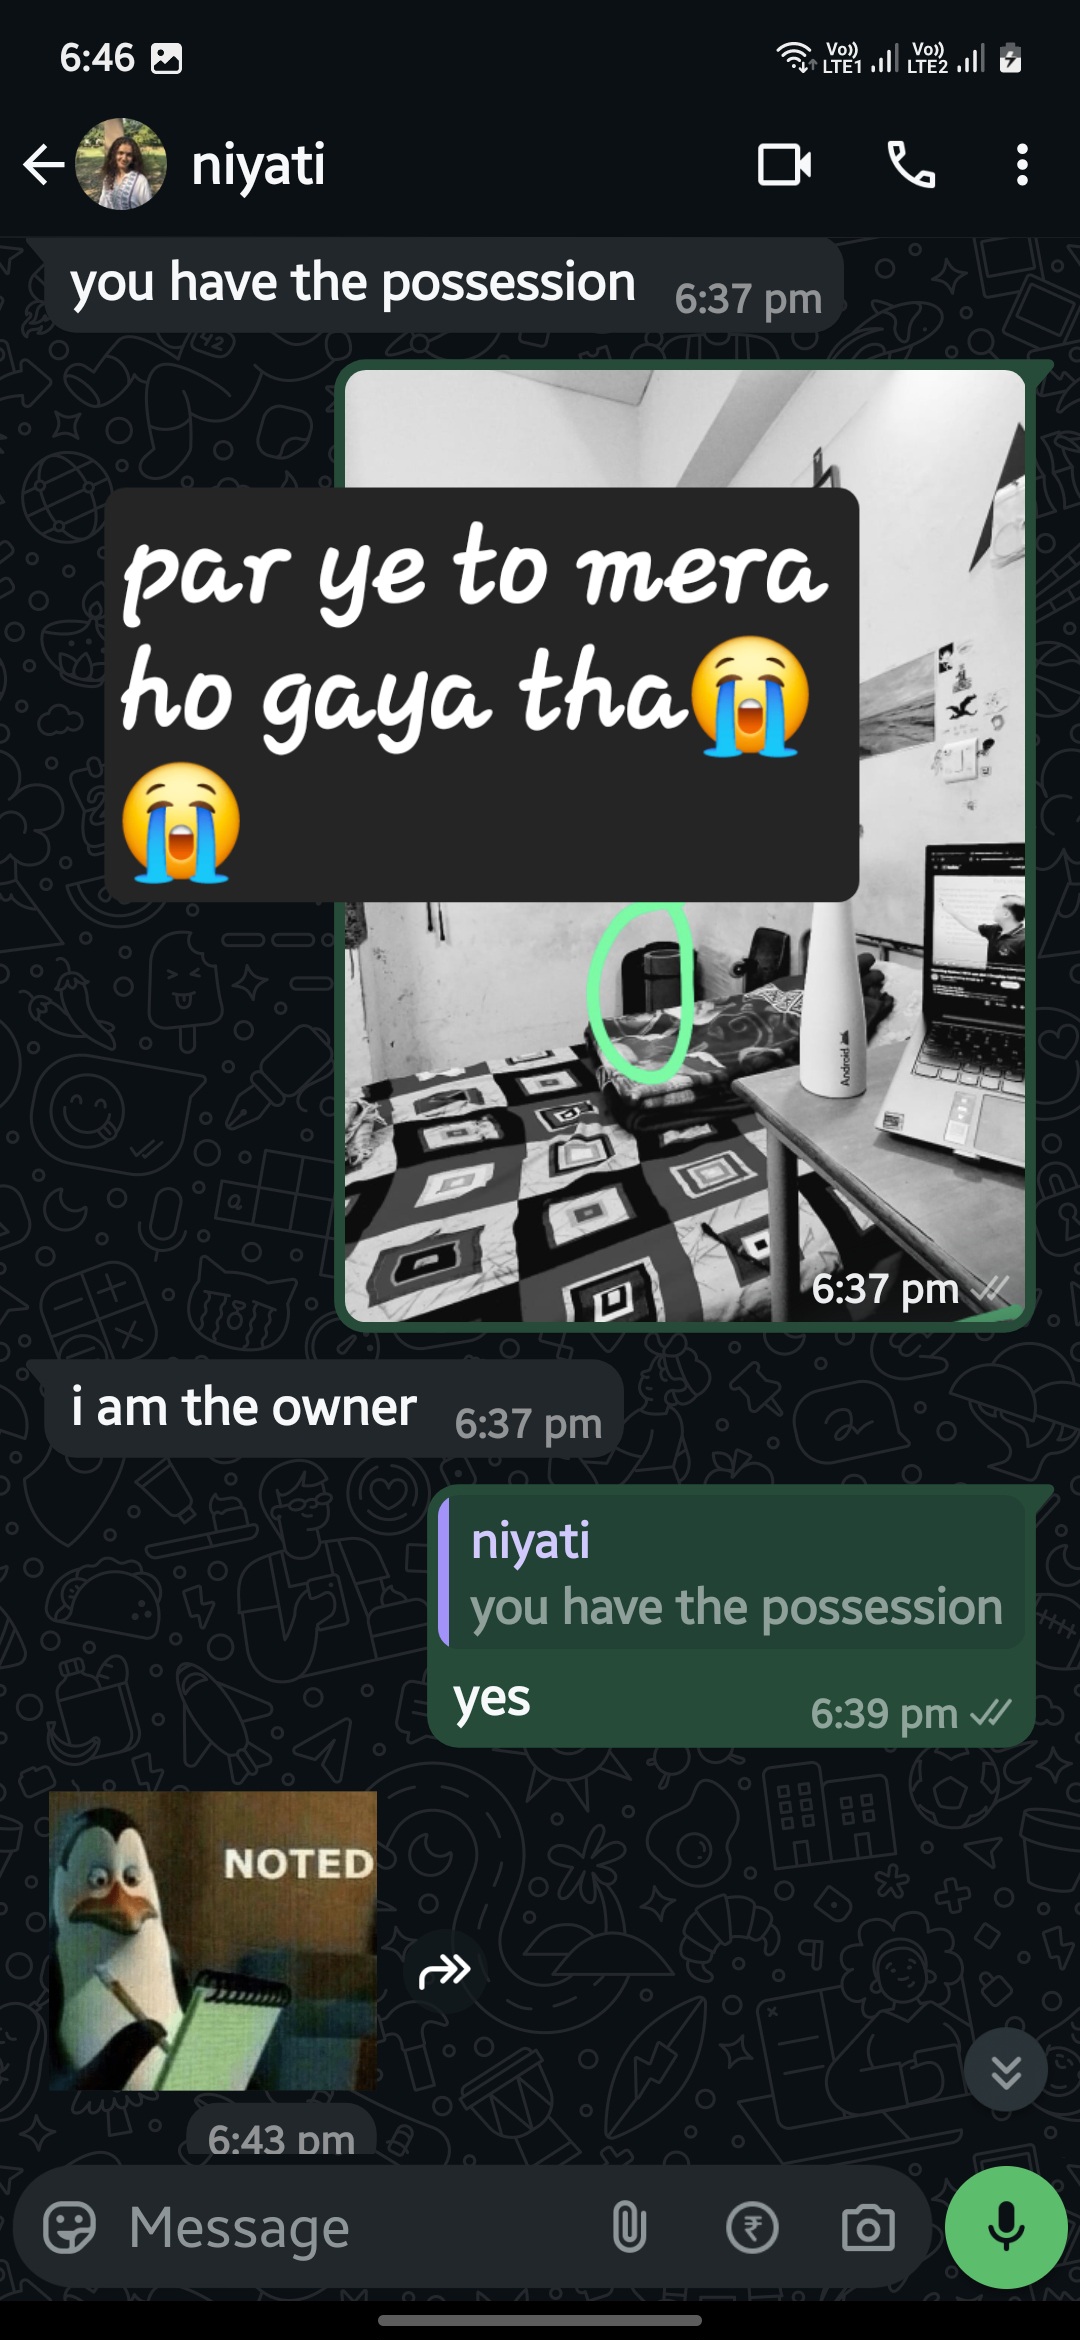 6:46
Vo))
LTE1
Vo))
LTE2
niyati
you have the possession
6:37 pm
par ye to mera
ho gaya tha😭
😭
Android
6:37 pm
i am the owner
6:37 pm
niyati
you have the possession
yes
6:39 pm
NOTED
6:43 pm
Message
₹